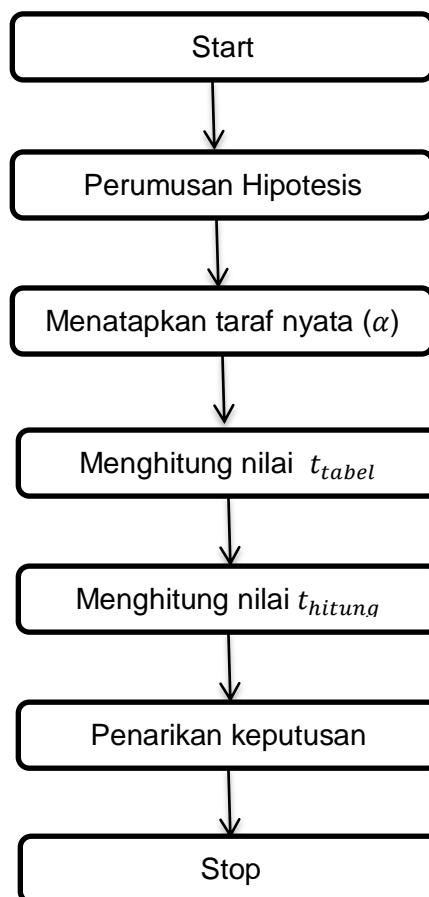 Start
Perumusan Hipotesis
Menatapkan taraf nyata (α)
Menghitung nilai t_tabel
Menghitung nilai t_hitung
Penarikan keputusan
Stop